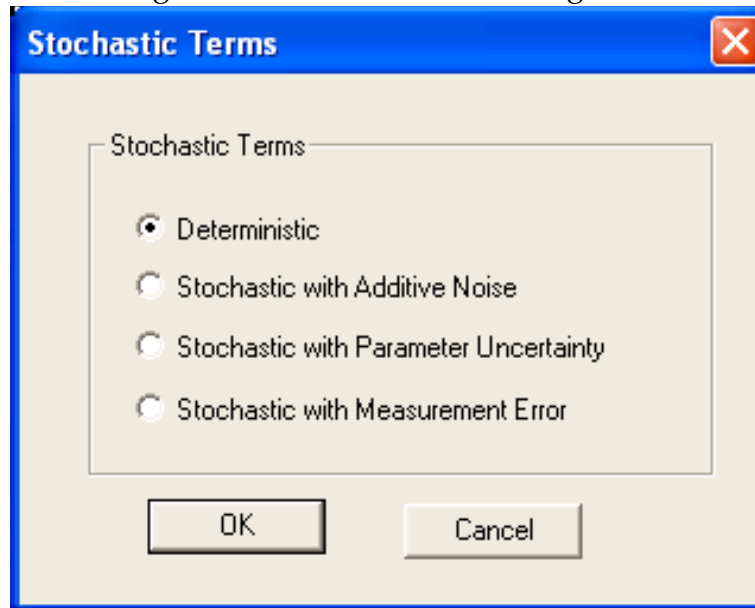 Stochastic Terms
Stochastic Terms
Deterministic
Stochastic with Additive Noise
Stochastic with Parameter Uncertainty
Stochastic with Measurement Error
OK
Cancel